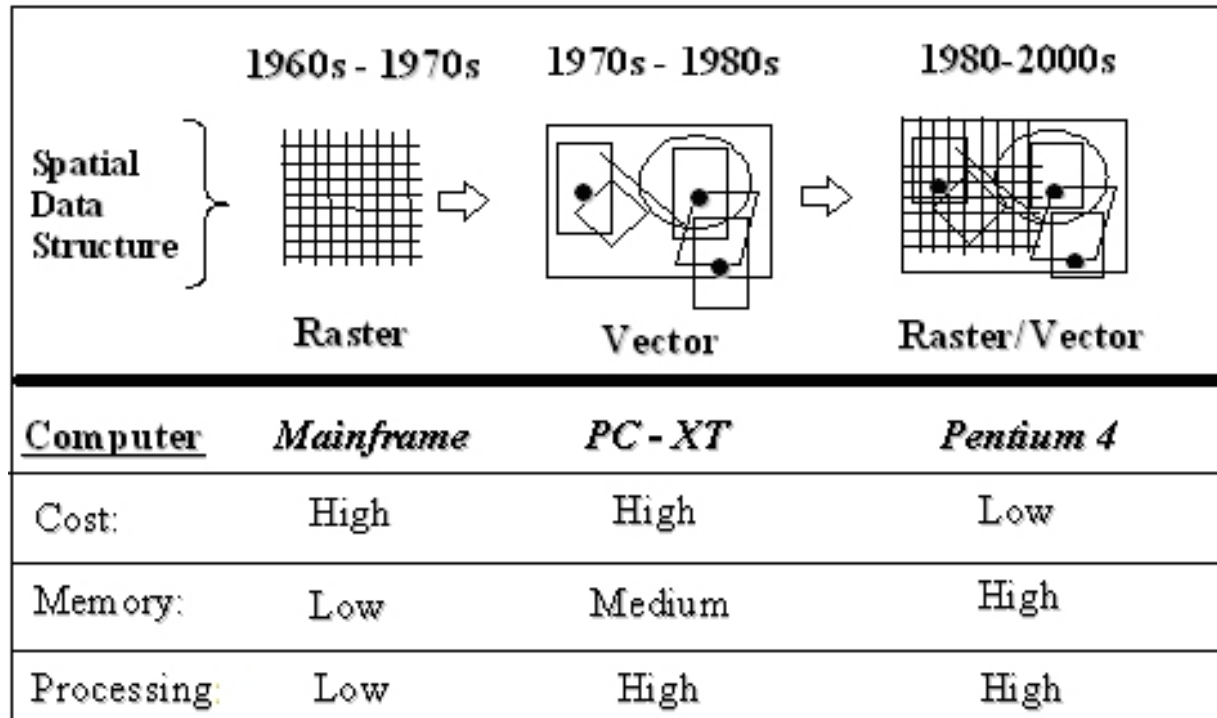 1960s - 1970s 1970s - 1980s 1980-2000s
Spatial
Data
Structure
Raster Vector Raster/Vector
Computer Mainframe PC - XT Pentium 4
Cost: High High Low
Memory: Low Medium High
Processing: Low High High